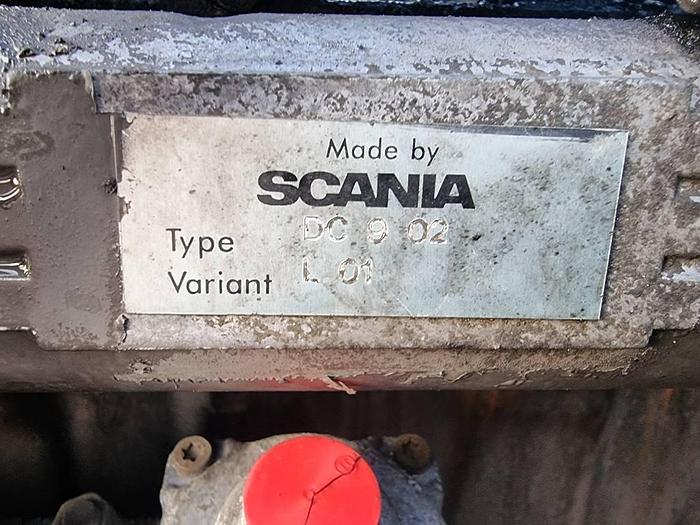 Made by
SCANIA
Type DC 9 02
Variant L 01